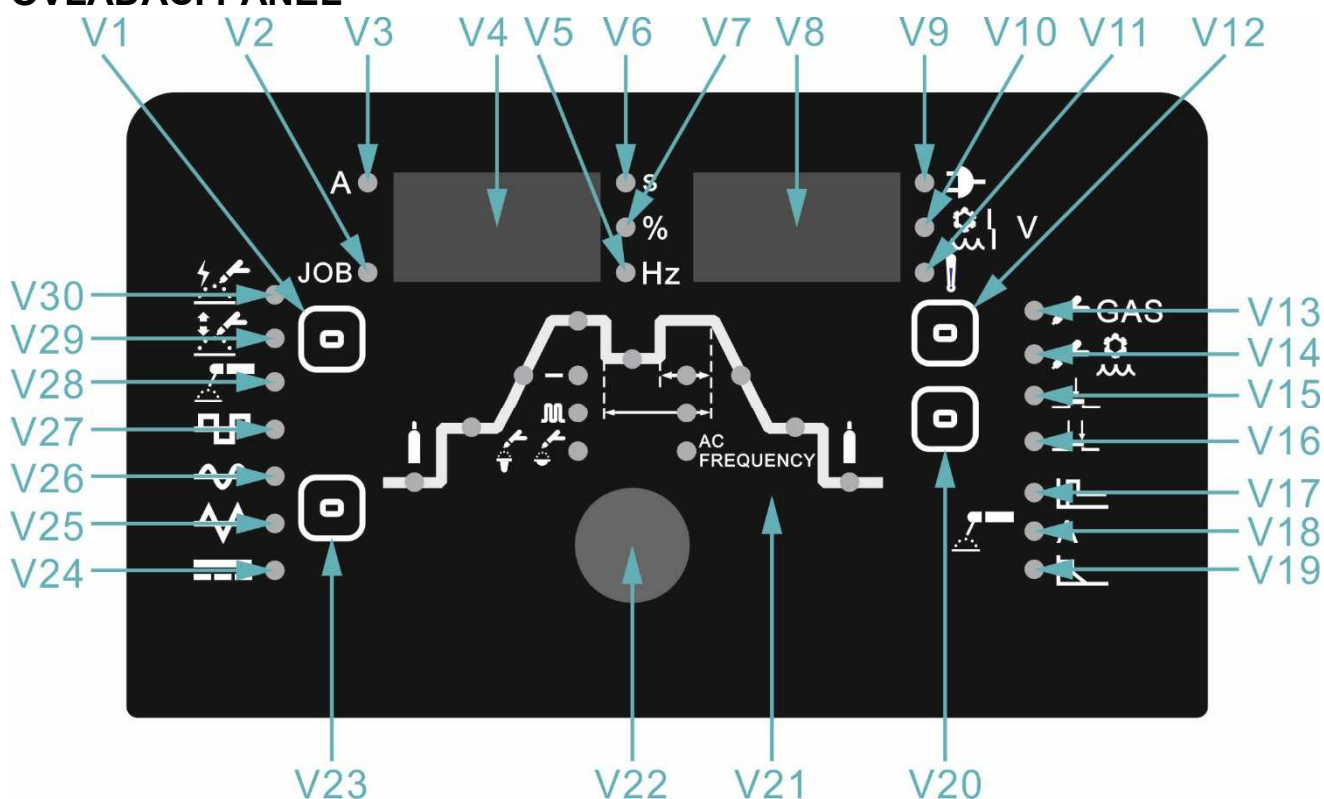 OVLÁDACÍ PANEL
V1 V2 V3 V4 V5 V6 V7 V8 V9 V10 V11 V12
A
s
%
V
JOB
Hz
V30
V29
V28
V27
V26
V25
V24
AC
FREQUENCY
GAS
V13
V14
V15
V16
V17
A V18
V19
V23 V22 V21 V20